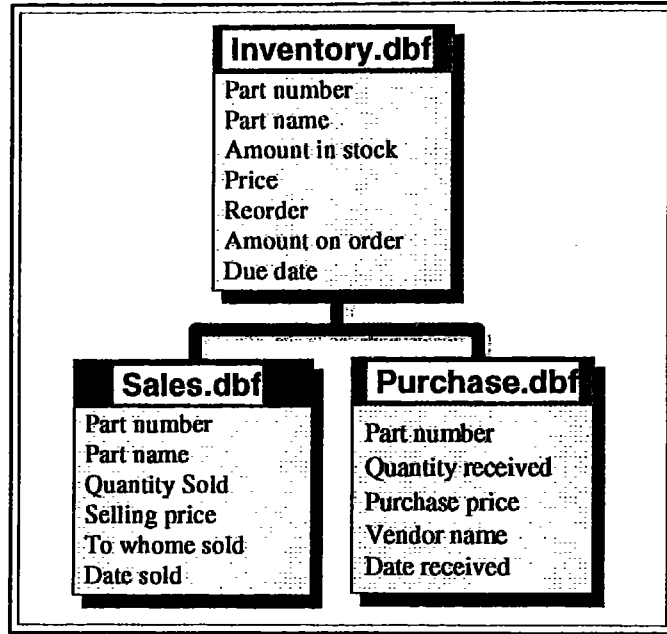 Inventory.dbf
Part number
Part name
Amount in stock
Price
Reorder
Amount on order
Due date
Sales.dbf
Part number
Part name
Quantity Sold
Selling price
To whome sold
Date sold
Purchase.dbf
Part number
Quantity received
Purchase price
Vendor name
Date received